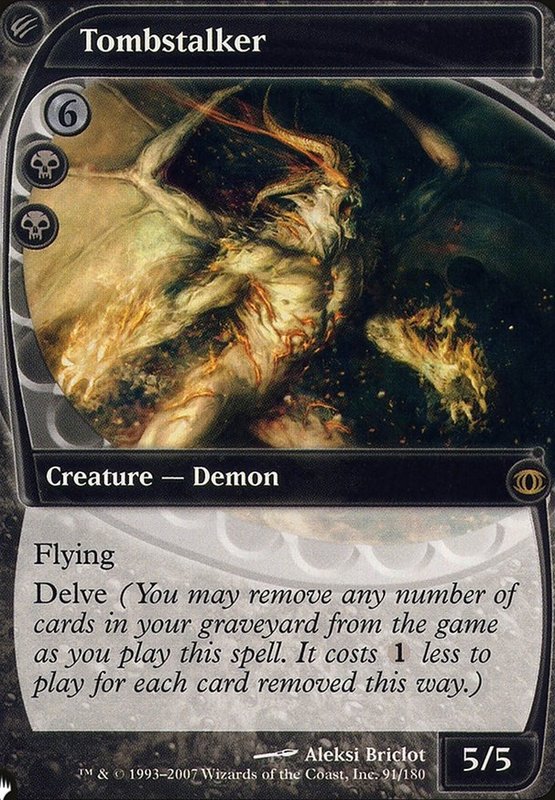 Tombstalker
6
Creature — Demon
Flying
Delve (You may remove any number of
cards in your graveyard from the game
as you play this spell. It costs 1 less to
play for each card removed this way.)
Aleksi Briclot
5/5
™ & © 1993–2007 Wizards of the Coast, Inc. 91/180